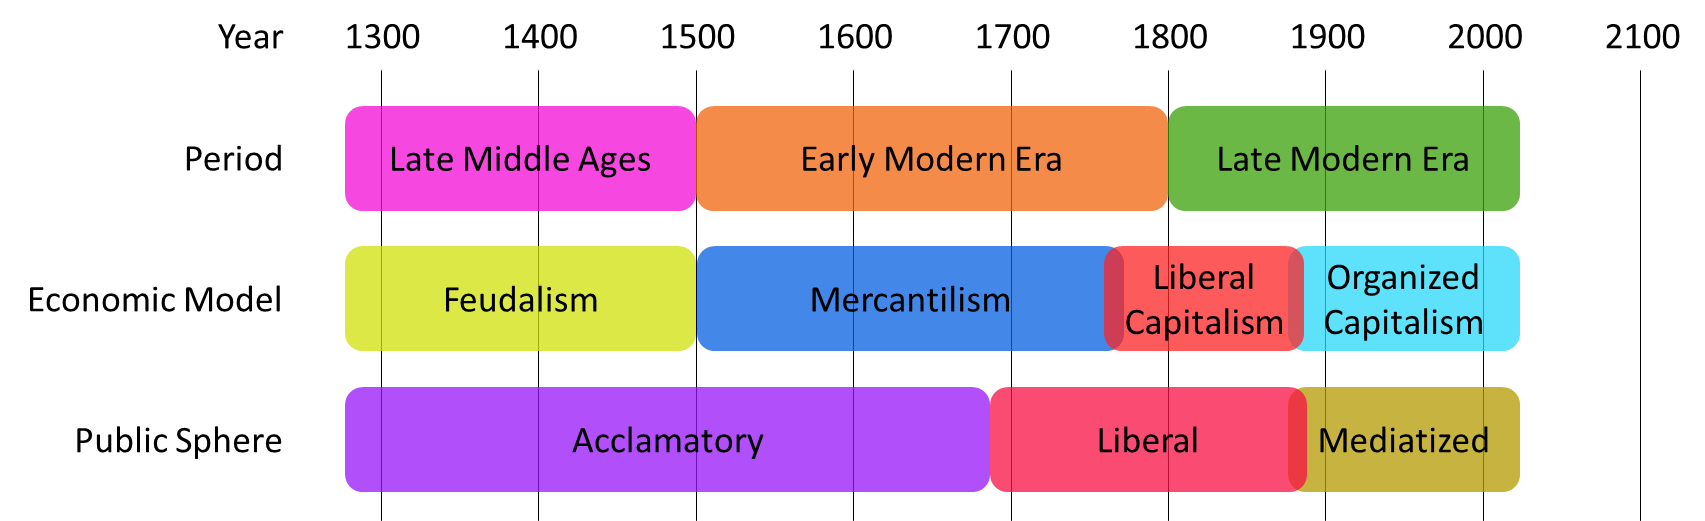 Year 1300 1400 1500 1600 1700 1800 1900 2000 2100
Period Late Middle Ages Early Modern Era Late Modern Era
Economic Model Feudalism Mercantilism Liberal Capitalism Organized Capitalism
Public Sphere Acclamatory Liberal Mediatized